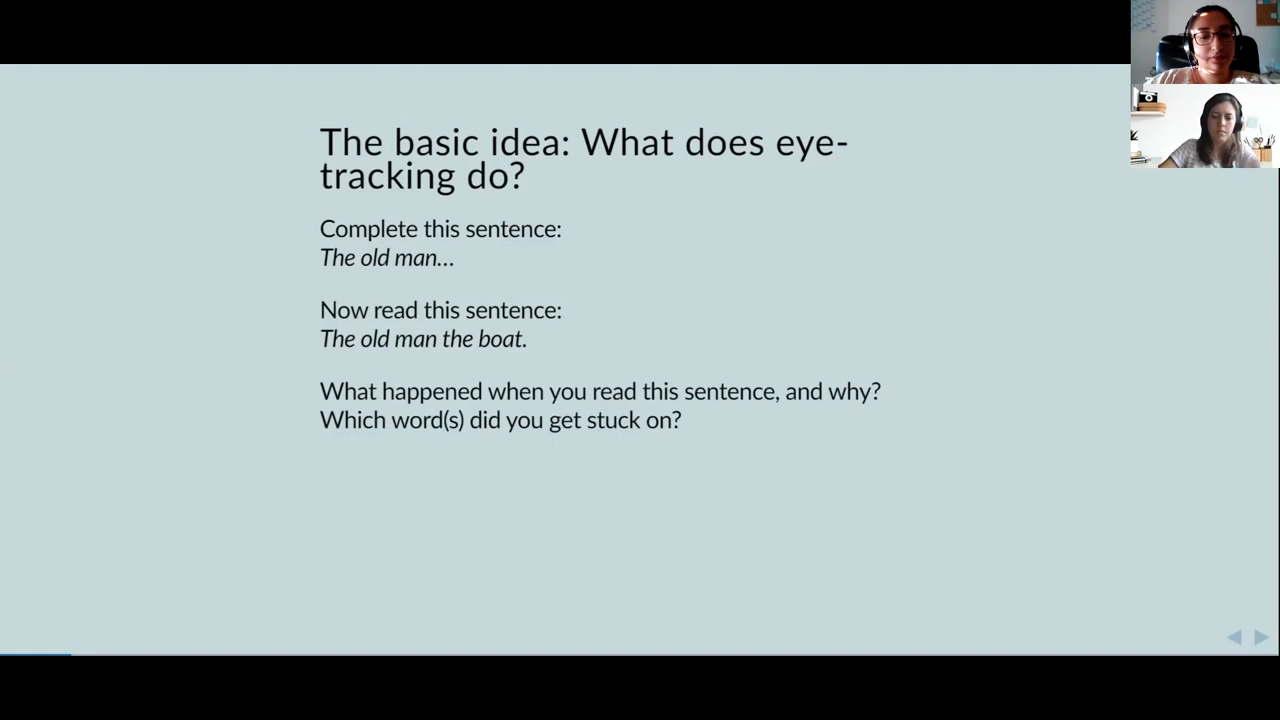 The basic idea: What does eye-
tracking do?
Complete this sentence:
The old man...
Now read this sentence:
The old man the boat.
What happened when you read this sentence, and why?
Which word(s) did you get stuck on?